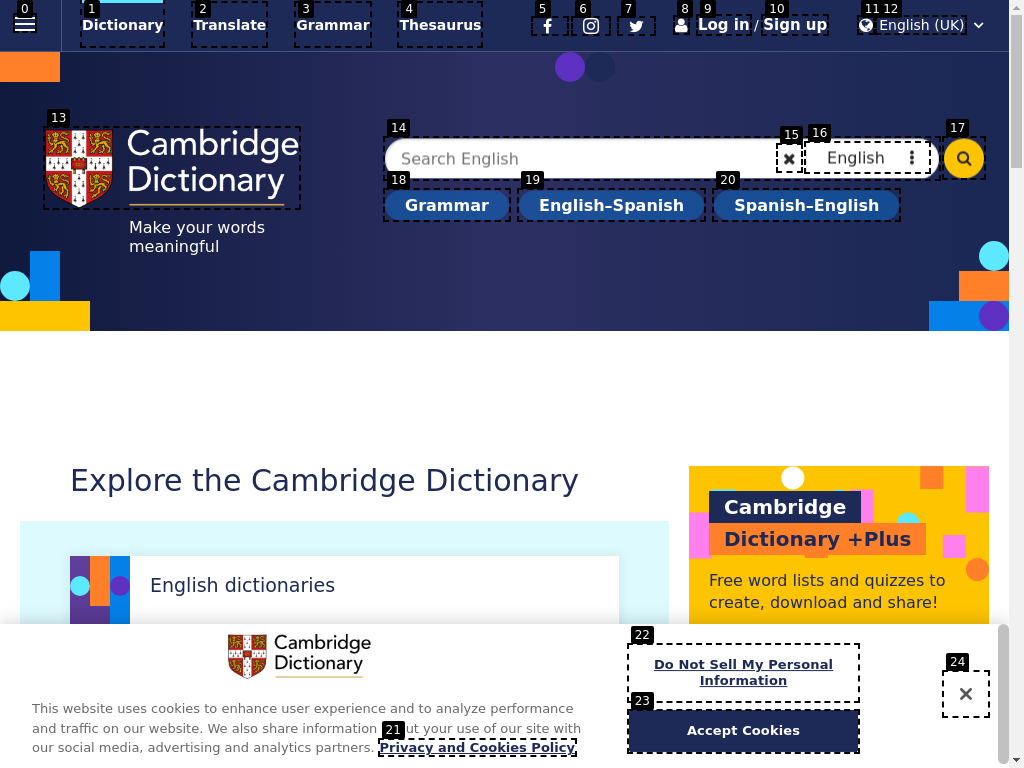 0 1 2 3 4 5 6 7 8 9 10 11 12
Dictionary Translate Grammar Thesaurus Log in / Sign up English (UK)
13
Cambridge
Dictionary
Make your words
meaningful
14 15 16 17
Search English English
18 19 20
Grammar English–Spanish Spanish–English
Explore the Cambridge Dictionary
English dictionaries
Cambridge
Dictionary +Plus
Free word lists and quizzes to
create, download and share!
Cambridge
Dictionary
This website uses cookies to enhance user experience and to analyze performance
and traffic on our website. We also share information 21 ut your use of our site with
our social media, advertising and analytics partners. Privacy and Cookies Policy
22
Do Not Sell My Personal
Information
23
Accept Cookies
24